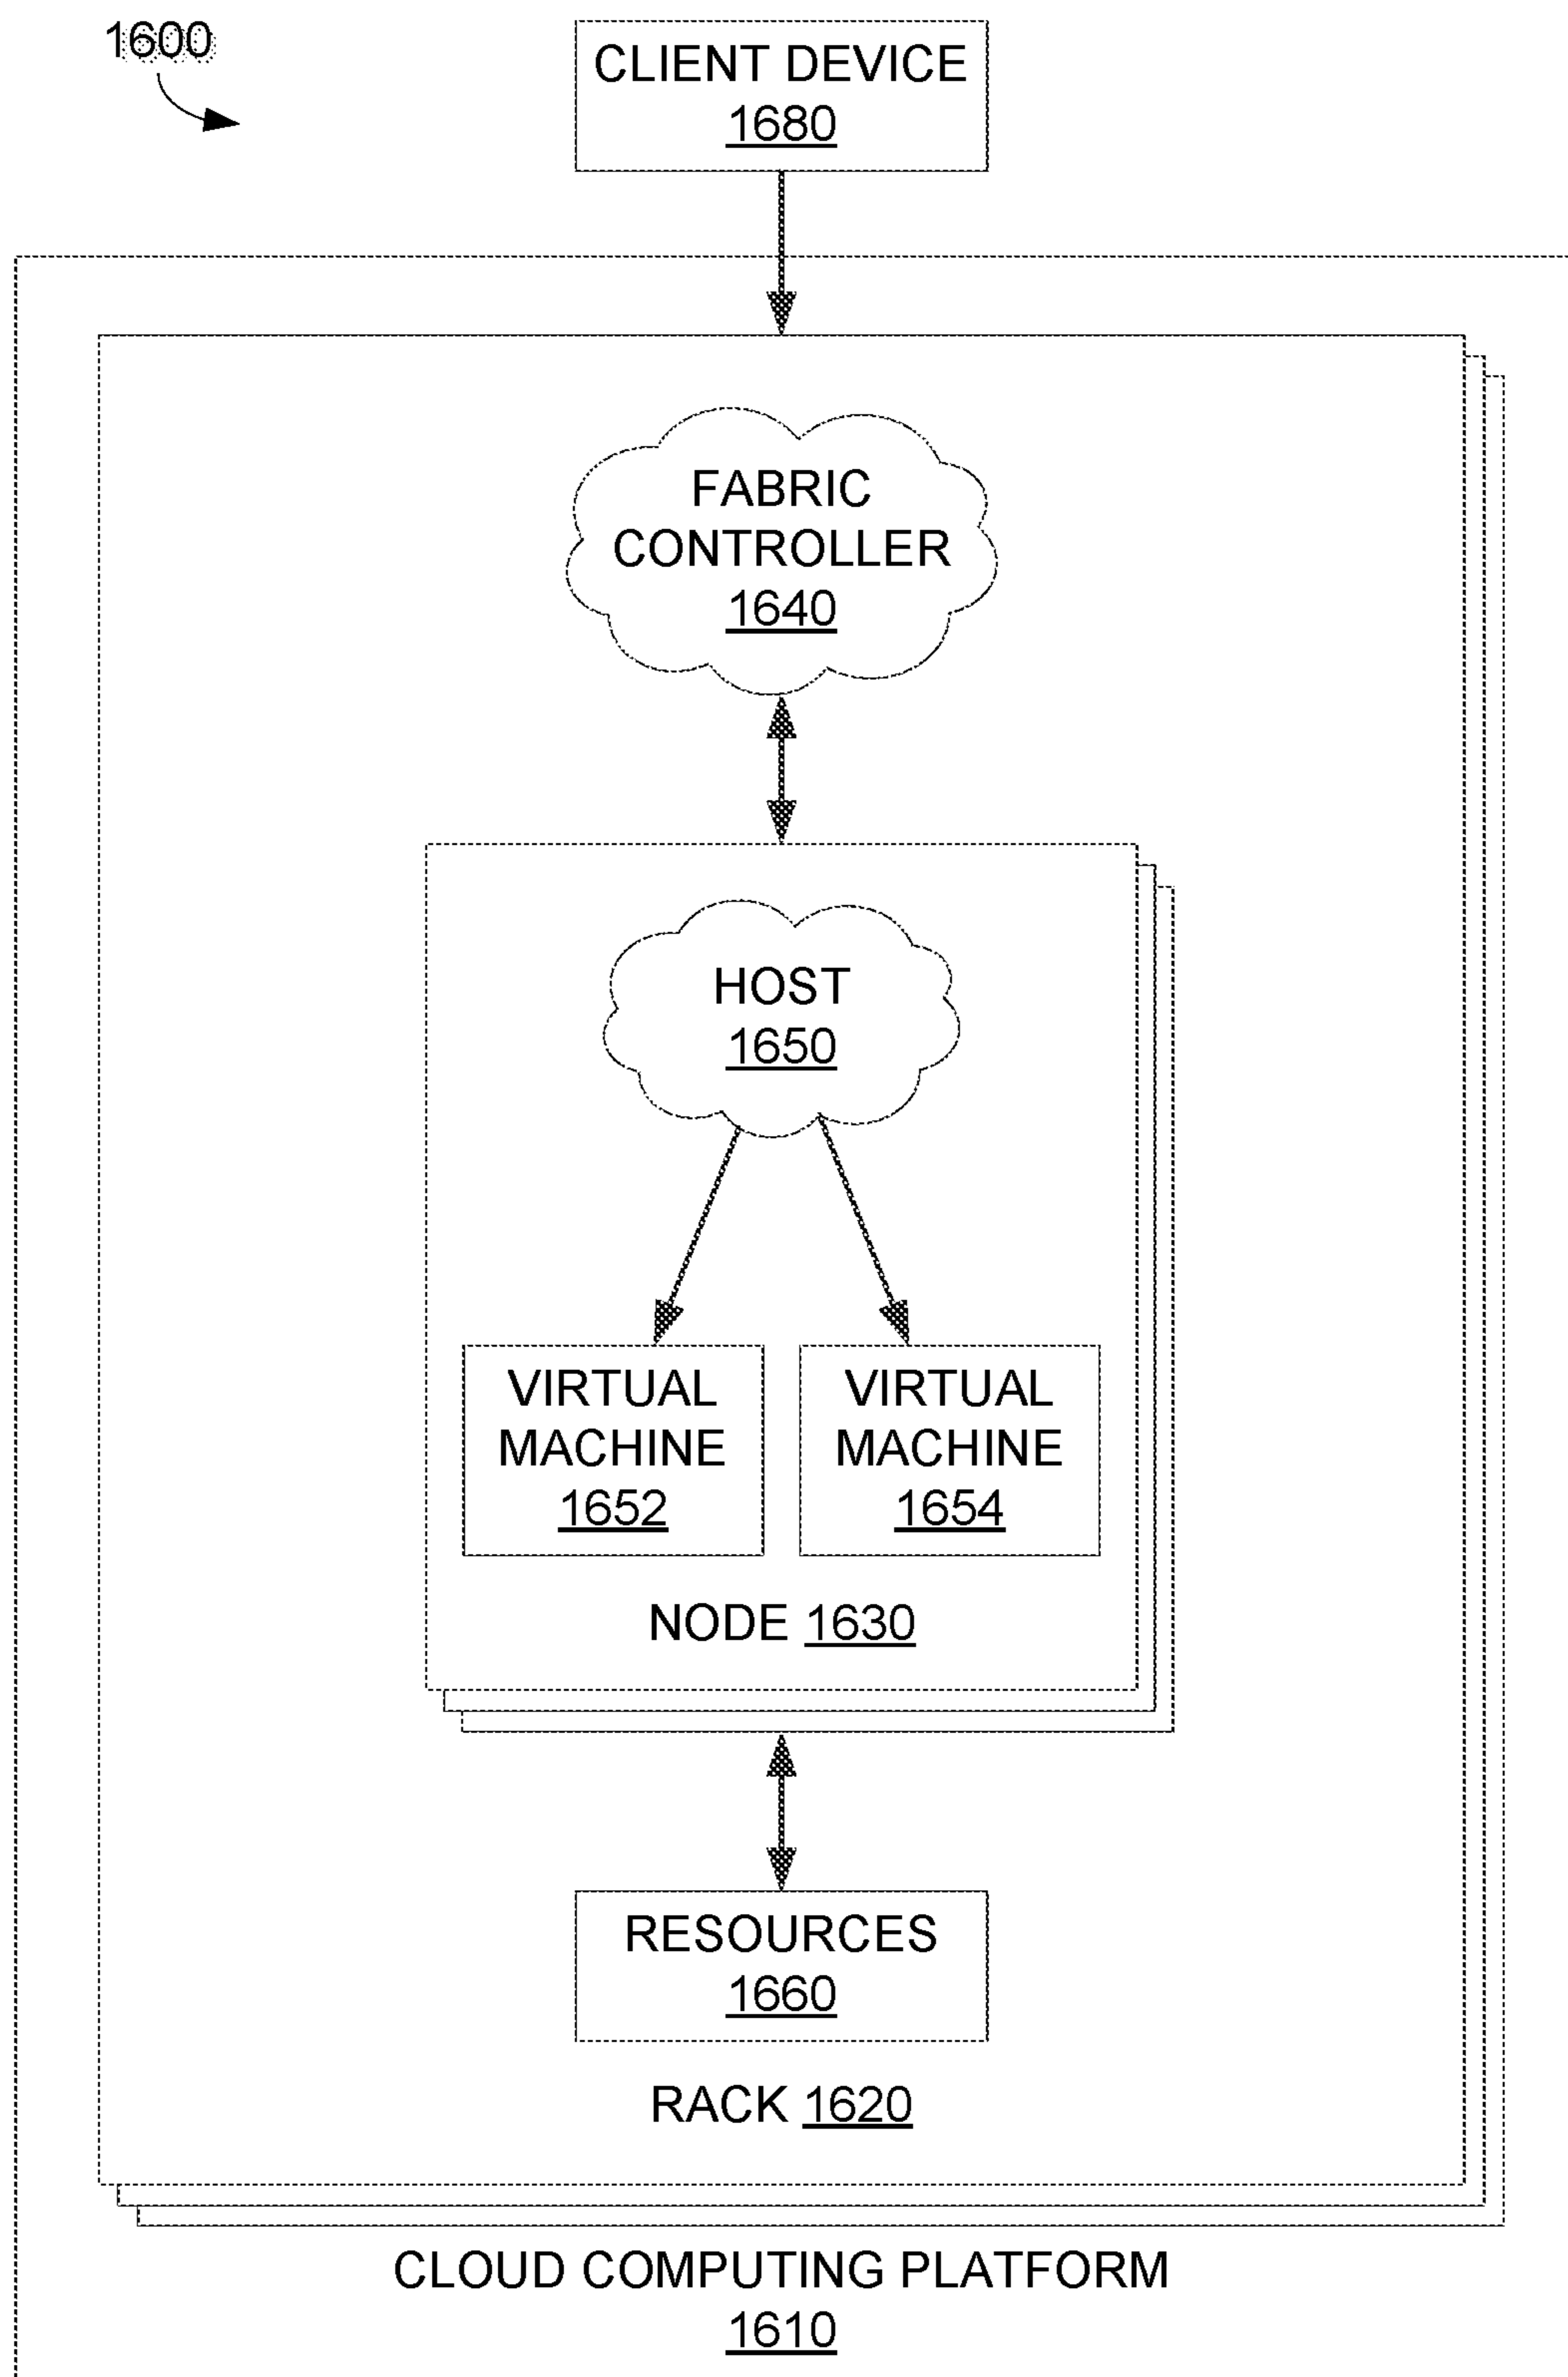 1600
CLIENT DEVICE
1680
FABRIC
CONTROLLER
1640
HOST
1650
VIRTUAL
MACHINE
1652
VIRTUAL
MACHINE
1654
NODE 1630
RESOURCES
1660
RACK 1620
CLOUD COMPUTING PLATFORM
1610